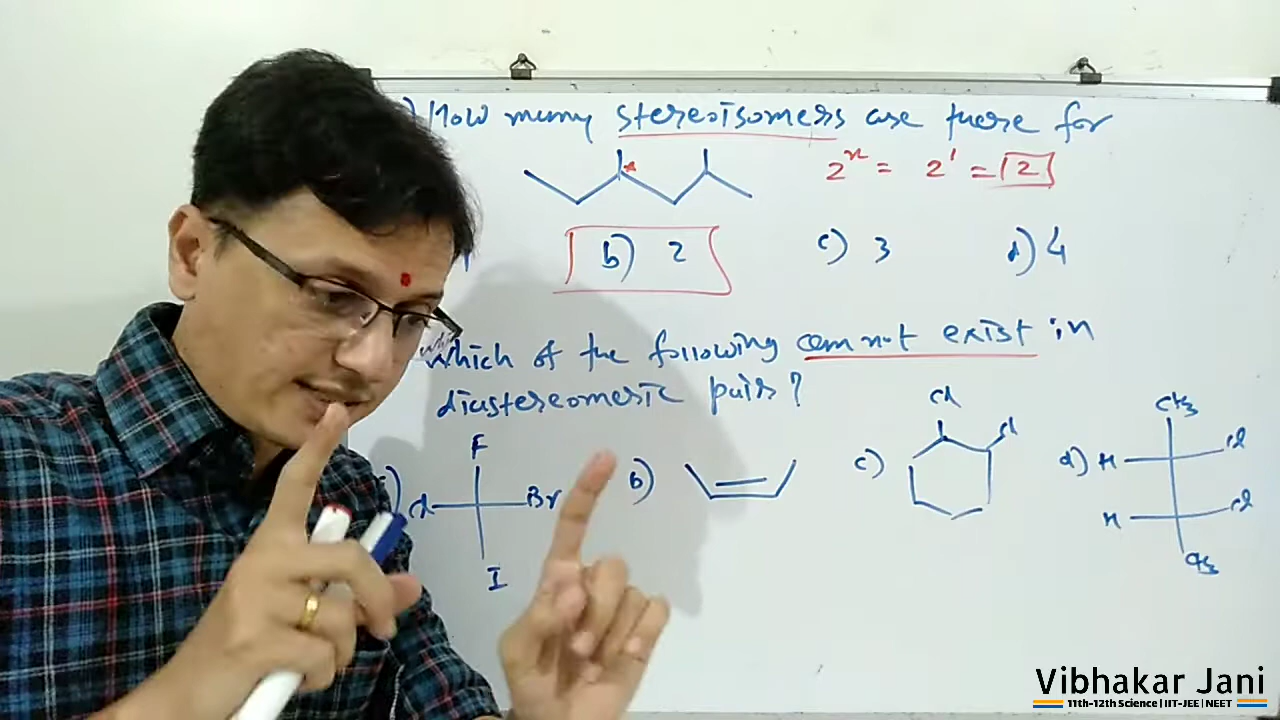 How many stereoisomers are there for
* 2ⁿ = 2¹ = 2
b) 2 c) 3 d) 4
which of the following cannot exist in
diastereomeric pairs?
F
Cl Br
I
b)
c) Cl
Cl
d) CH₃
H Cl
H Cl
CH₃
Vibhakar Jani
11th-12th Science | IIT-JEE | NEET